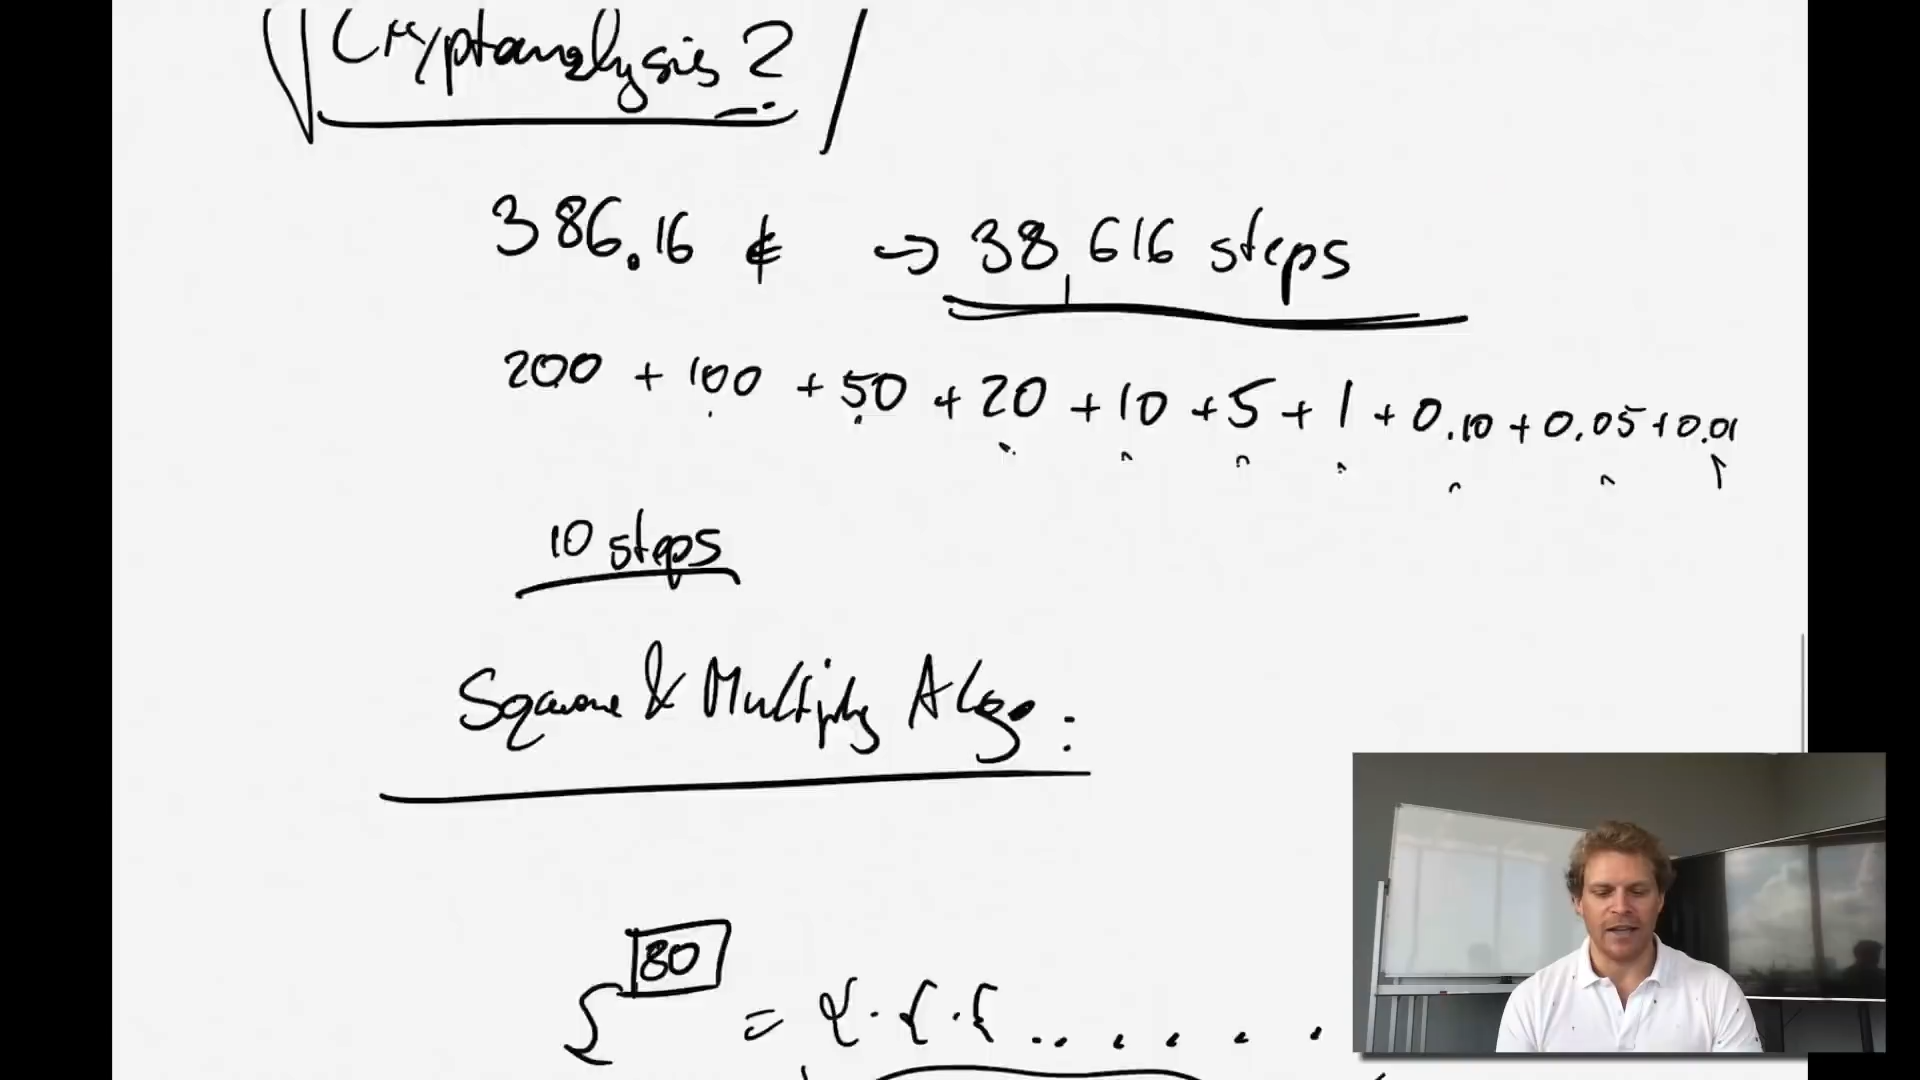 Cryptanalysis 2
386.16 ¢ → 38,616 steps
200 + 100 + 50 + 20 + 10 + 5 + 1 + 0.10 + 0.05 + 0.01
10 steps
Square & Multiply Algo:
80
=